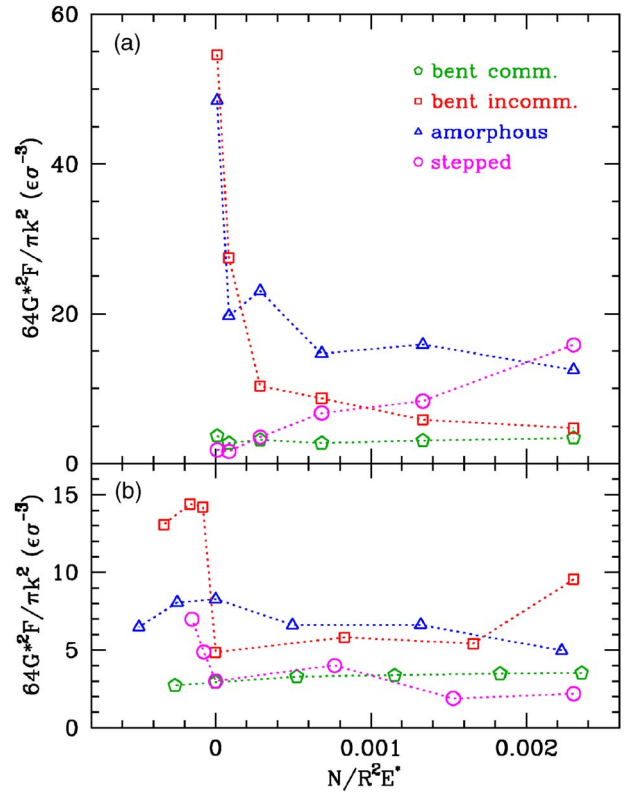 (a)
60
40
20
0
64G*²F/πk² (εσ⁻³)
bent comm.
bent incomm.
amorphous
stepped
(b)
15
10
5
0
64G*²F/πk² (εσ⁻³)
0
0.001
0.002
N/R²E*